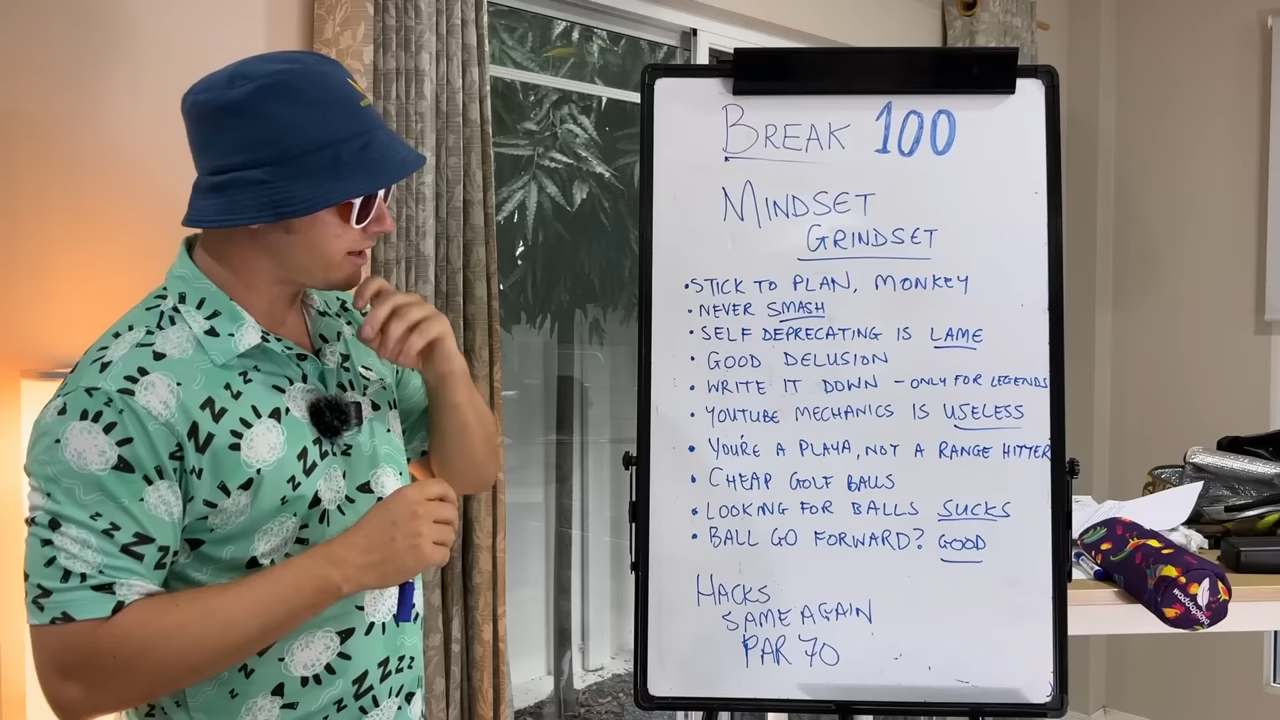 BREAK 100
MINDSET
GRINDSET
•STICK TO PLAN, MONKEY
• NEVER SMASH
• SELF DEPRECATING IS LAME
• GOOD DELUSION
• WRITE IT DOWN - ONLY FOR LEGENDS
• YOUTUBE MECHANICS IS USELESS
• YOU'RE A PLAYA, NOT A RANGE HITTER
• CHEAP GOLF BALLS
• LOOKING FOR BALLS SUCKS
• BALL GO FORWARD? GOOD
HACKS
SAME AGAIN
PAR 70
waddaplaya